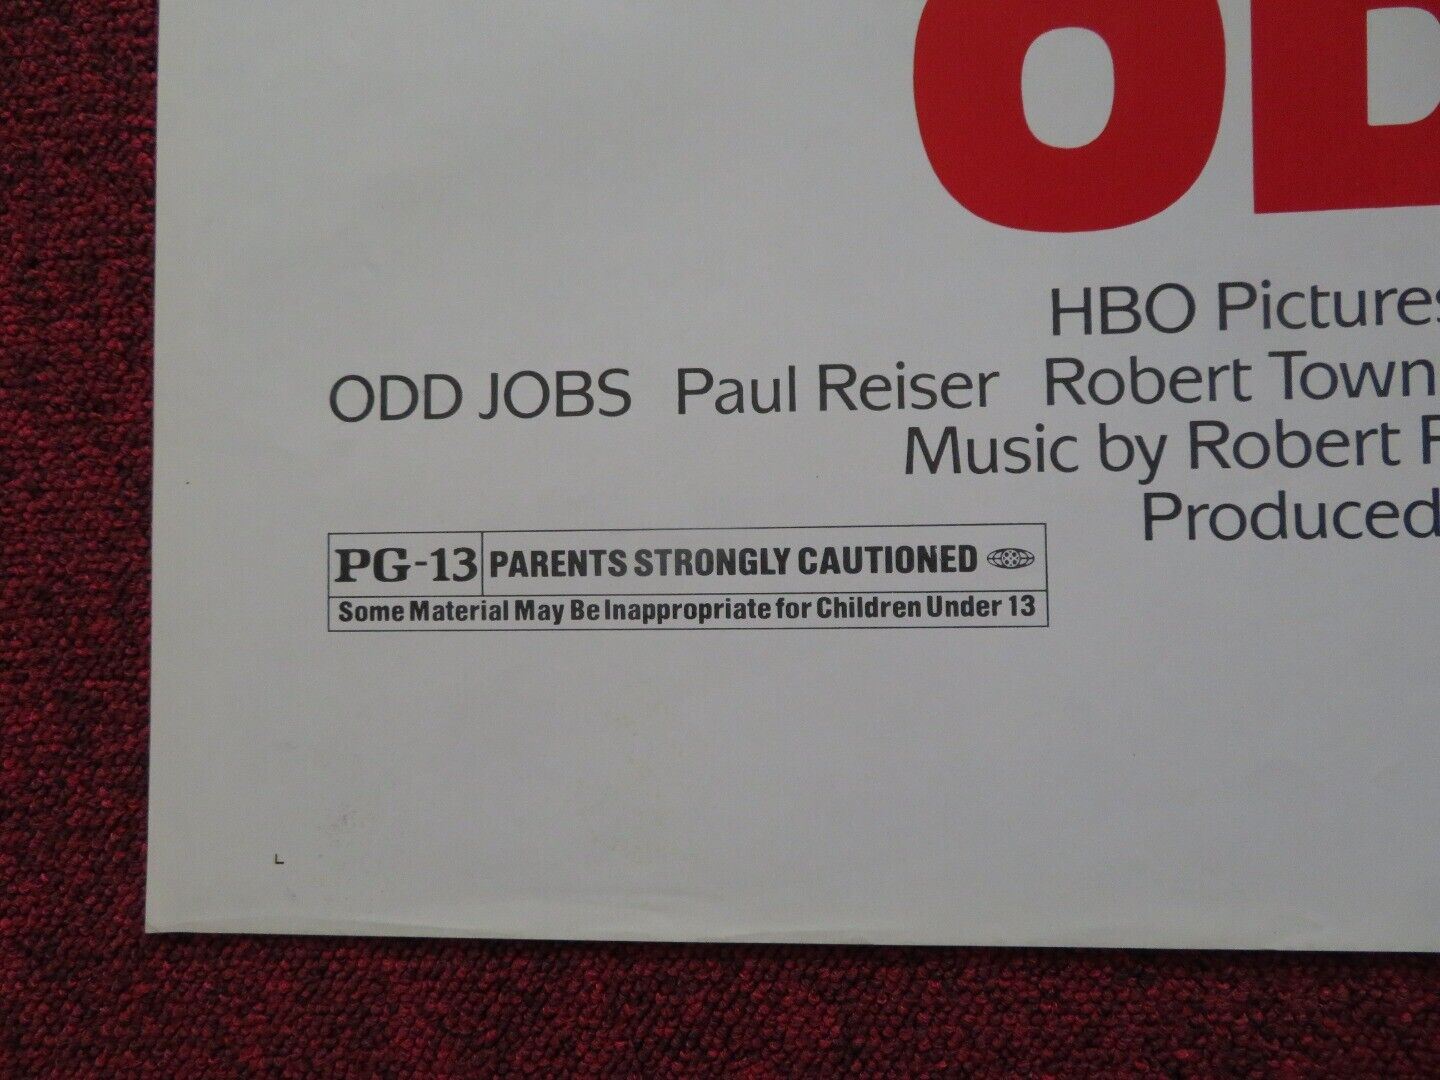 OD
HBO Pictures
ODD JOBS Paul Reiser Robert Town
Music by Robert
Produced
PG-13 PARENTS STRONGLY CAUTIONED
Some Material May Be Inappropriate for Children Under 13
L